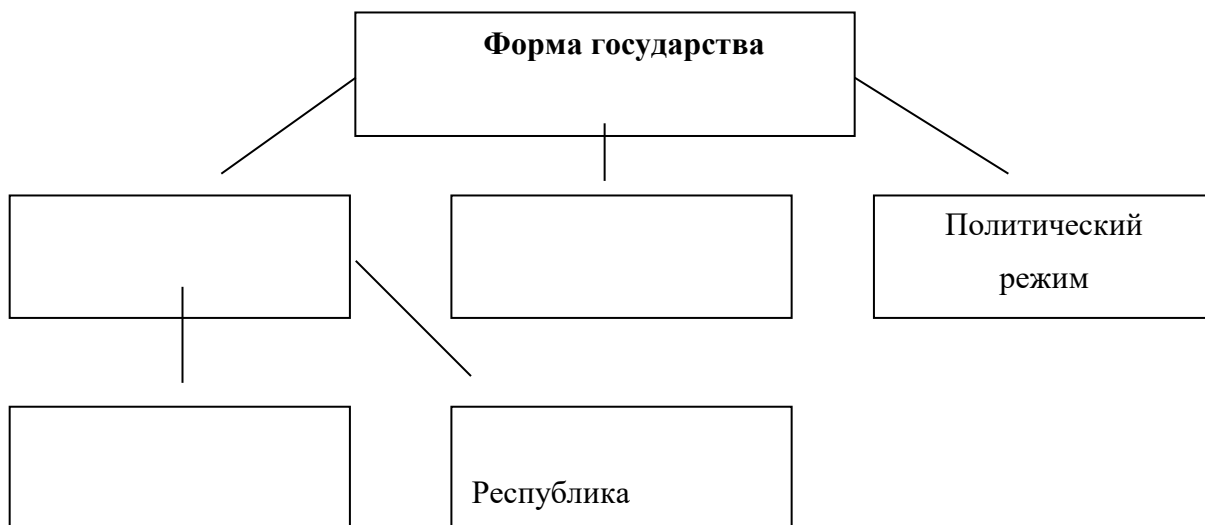 Форма государства
Политический
режим
Республика